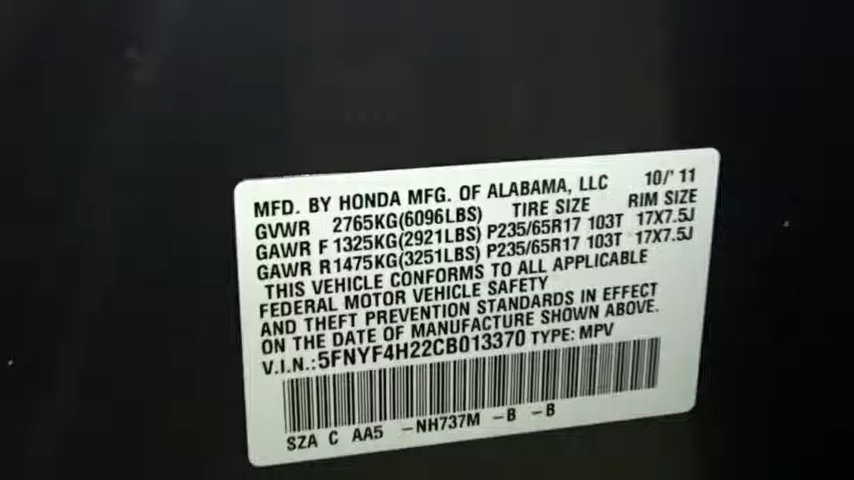 MFD. BY HONDA MFG. OF ALABAMA, LLC 10/'11
GVWR 2765KG(6096LBS) TIRE SIZE RIM SIZE
GAWR F 1325KG(2921LBS) P235/65R17 103T 17X7.5J
GAWR R1475KG(3251LBS) P235/65R17 103T 17X7.5J
THIS VEHICLE CONFORMS TO ALL APPLICABLE
FEDERAL MOTOR VEHICLE SAFETY
AND THEFT PREVENTION STANDARDS IN EFFECT
ON THE DATE OF MANUFACTURE SHOWN ABOVE.
V.I.N.:5FNYF4H22CB013370 TYPE: MPV
SZA C AA5 -NH737M -B -B